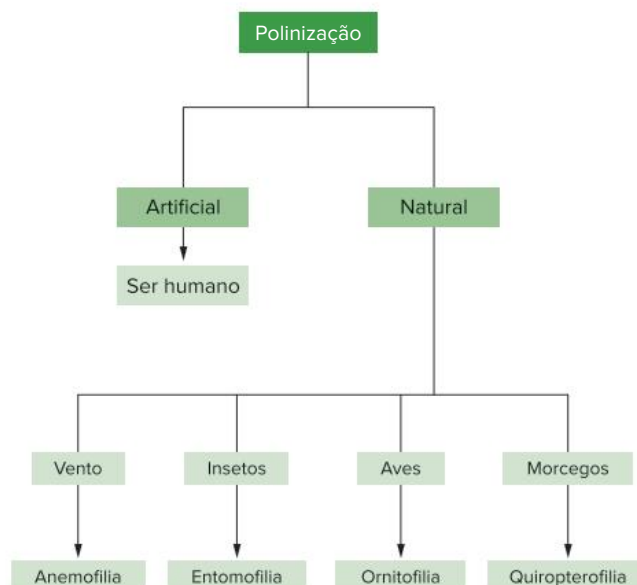 Polinização
Artificial
Natural
Ser humano
Vento
Insetos
Aves
Morcegos
Anemofilia
Entomofilia
Ornitofilia
Quiropterofilia